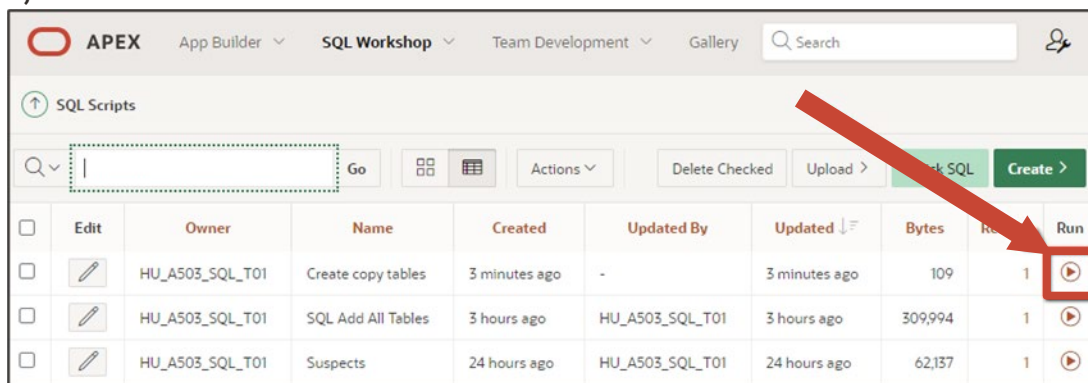 APEX App Builder SQL Workshop Team Development Gallery Search
SQL Scripts
Go Actions Delete Checked Upload > SQL Create >
Edit Owner Name Created Updated By Updated Bytes Run
HU_A503_SQL_T01 Create copy tables 3 minutes ago - 3 minutes ago 109 1
HU_A503_SQL_T01 SQL Add All Tables 3 hours ago HU_A503_SQL_T01 3 hours ago 309,994 1
HU_A503_SQL_T01 Suspects 24 hours ago HU_A503_SQL_T01 24 hours ago 62,137 1